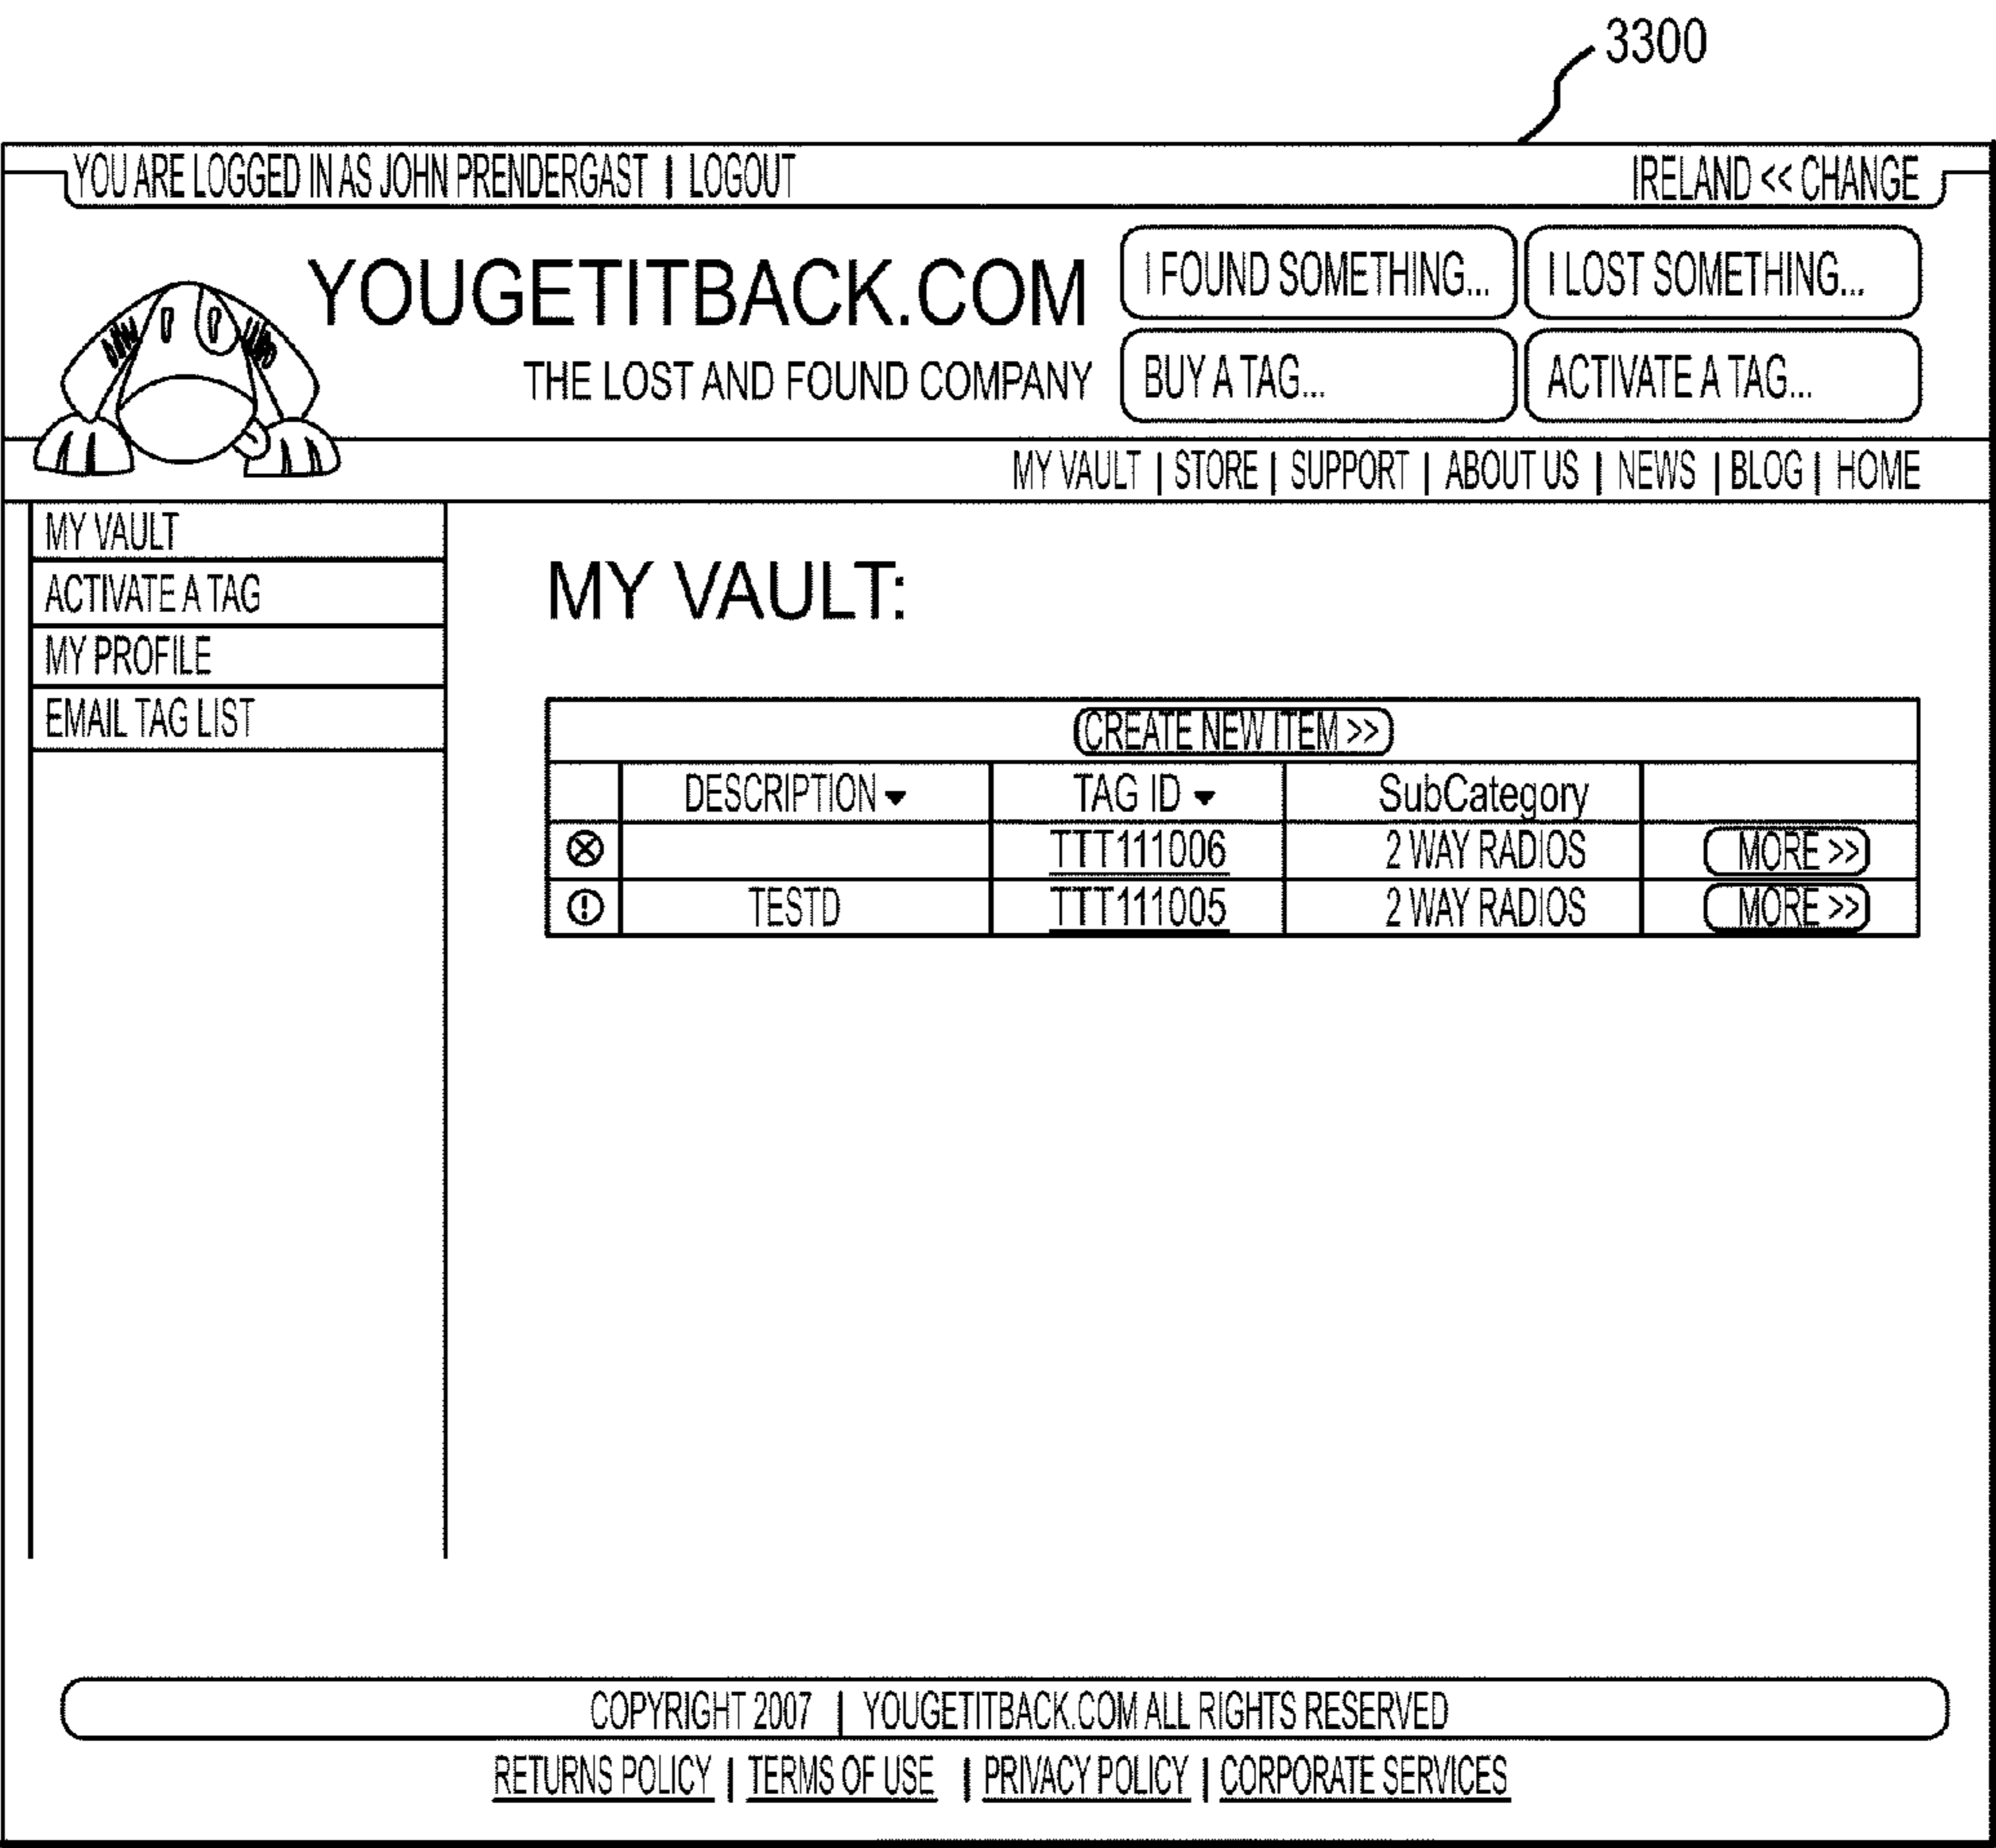 3300
YOU ARE LOGGED IN AS JOHN PRENDERGAST | LOGOUT
IRELAND << CHANGE
YOUGETITBACK.COM
THE LOST AND FOUND COMPANY
I FOUND SOMETHING...
I LOST SOMETHING...
BUY A TAG...
ACTIVATE A TAG...
MY VAULT | STORE | SUPPORT | ABOUT US | NEWS | BLOG | HOME
MY VAULT
ACTIVATE A TAG
MY PROFILE
EMAIL TAG LIST
MY VAULT:
CREATE NEW ITEM >>
DESCRIPTION TAG ID SubCategory
TTT111006 2 WAY RADIOS MORE >>
TESTD TTT111005 2 WAY RADIOS MORE >>
COPYRIGHT 2007 | YOUGETITBACK.COM ALL RIGHTS RESERVED
RETURNS POLICY | TERMS OF USE | PRIVACY POLICY | CORPORATE SERVICES